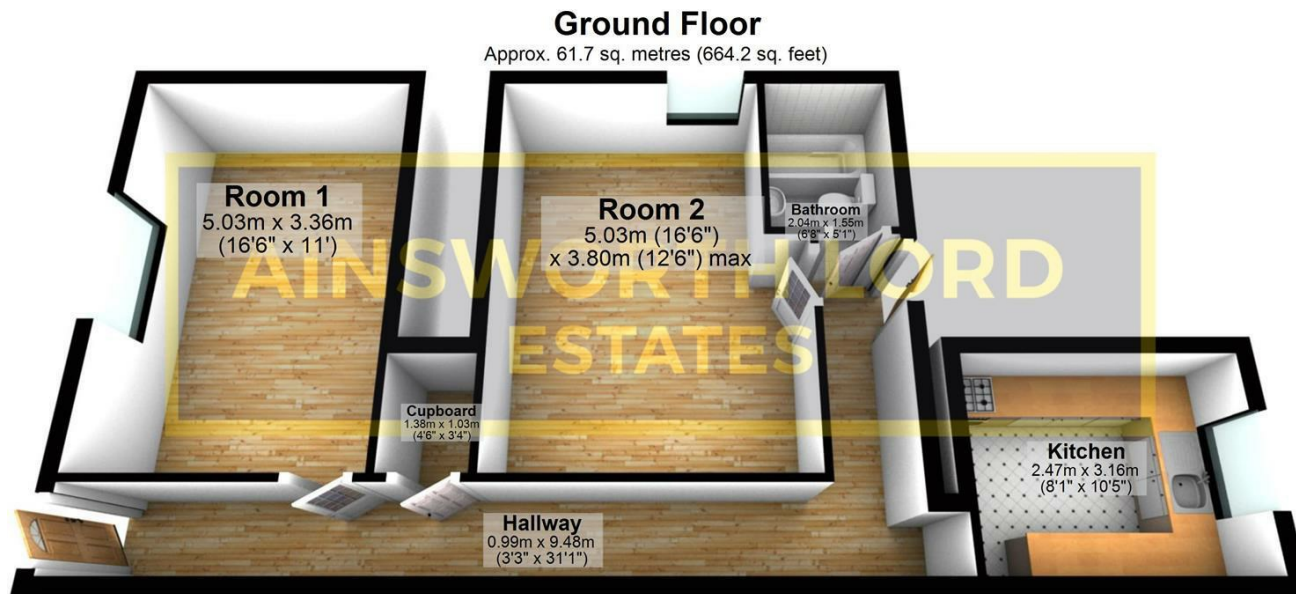 Ground Floor
Approx. 61.7 sq. metres (664.2 sq. feet)
Room 1
5.03m x 3.36m
(16'6" x 11')
Room 2
5.03m (16'6")
x 3.80m (12'6") max
Bathroom
2.04m x 1.55m
(6'8" x 5'1")
AINSWORTH LORD
ESTATES
Cupboard
1.38m x 1.03m
(4'6" x 3'4")
Kitchen
2.47m x 3.16m
(8'1" x 10'5")
Hallway
0.99m x 9.48m
(3'3" x 31'1")